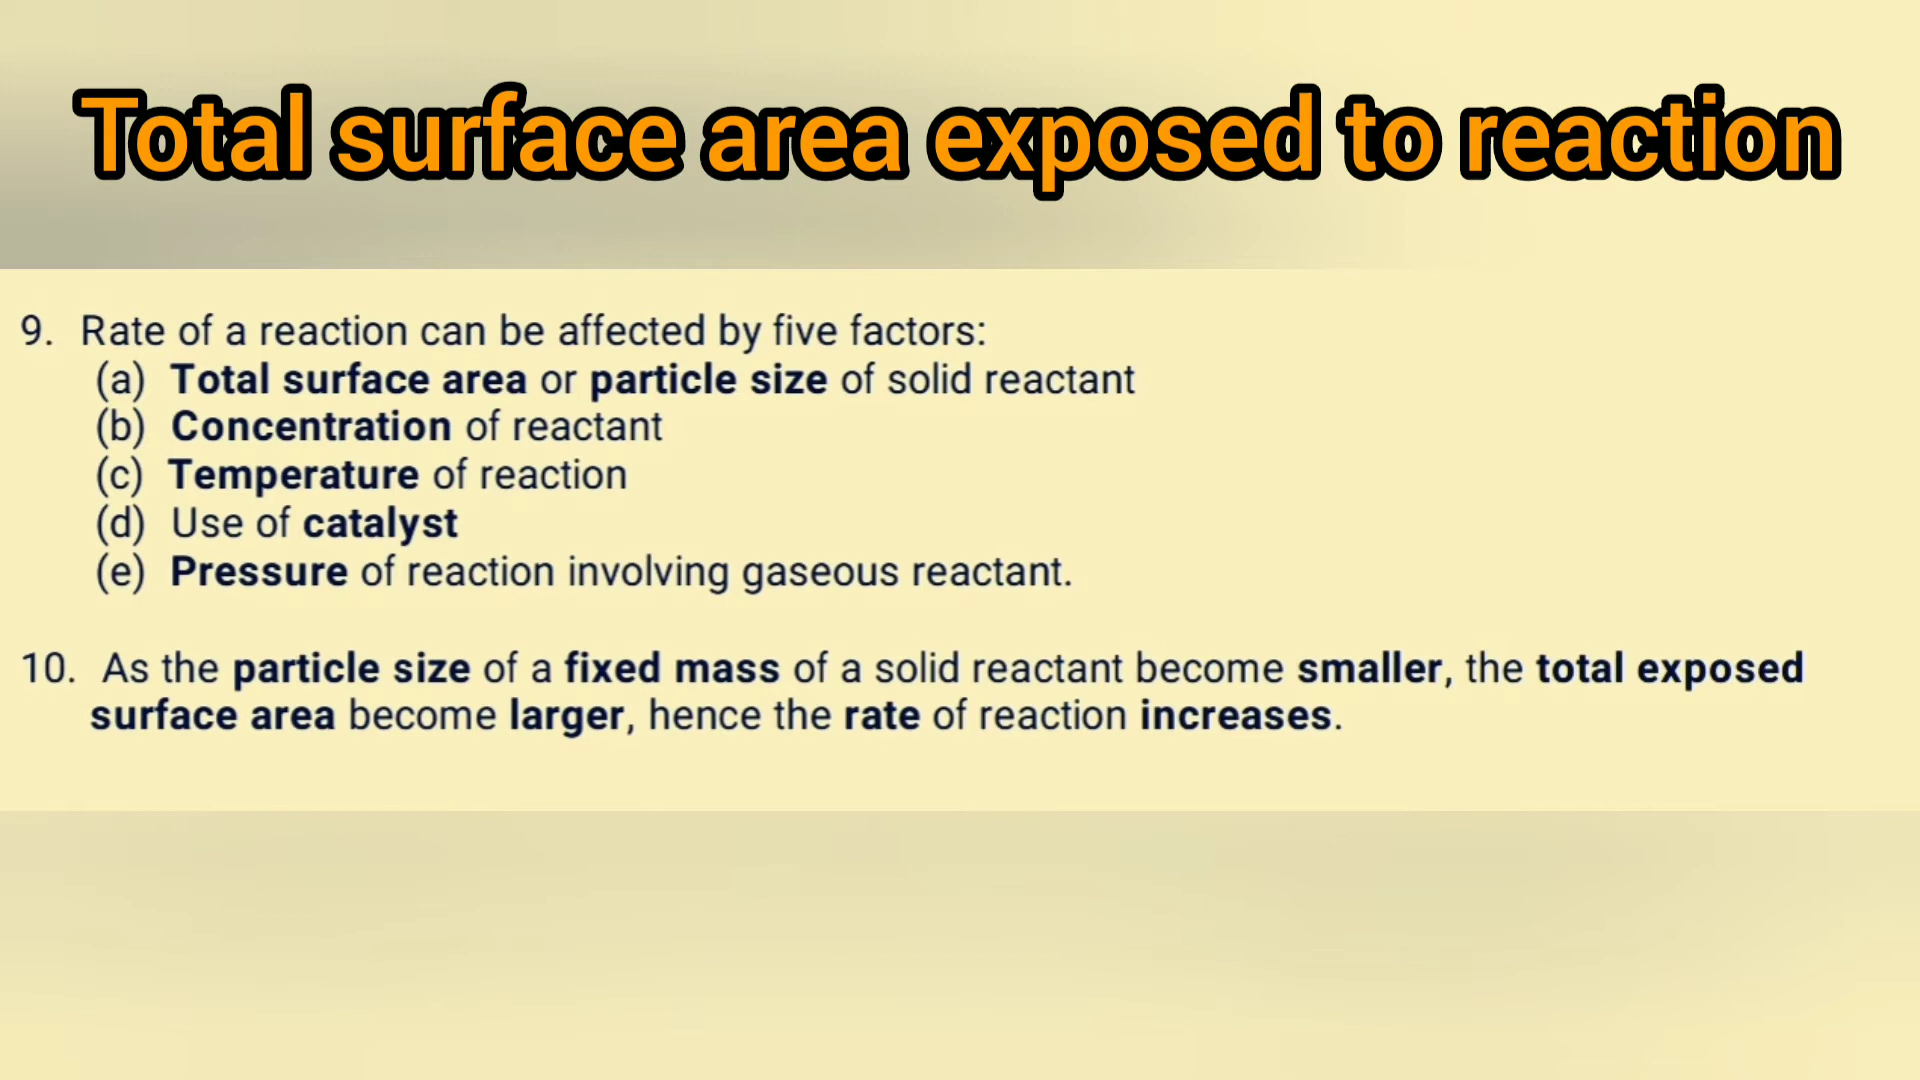 Total surface area exposed to reaction
9. Rate of a reaction can be affected by five factors:
(a) Total surface area or particle size of solid reactant
(b) Concentration of reactant
(c) Temperature of reaction
(d) Use of catalyst
(e) Pressure of reaction involving gaseous reactant.
10. As the particle size of a fixed mass of a solid reactant become smaller, the total exposed
surface area become larger, hence the rate of reaction increases.